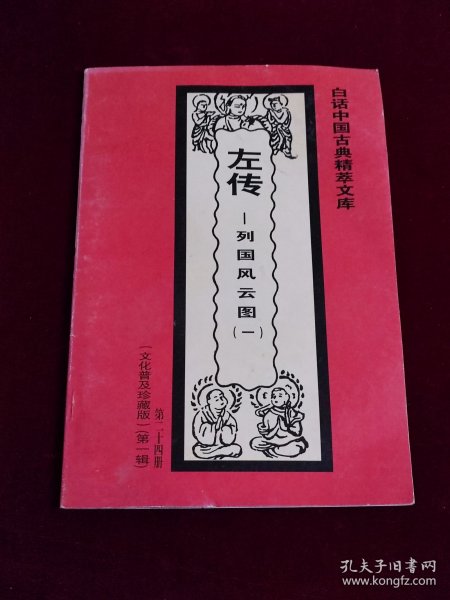 白话中国古典精萃文库
左传
—列国风云图(一)
第二十四册
(文化普及珍藏版)(第一辑)
孔夫子旧书网
www.kongfz.com